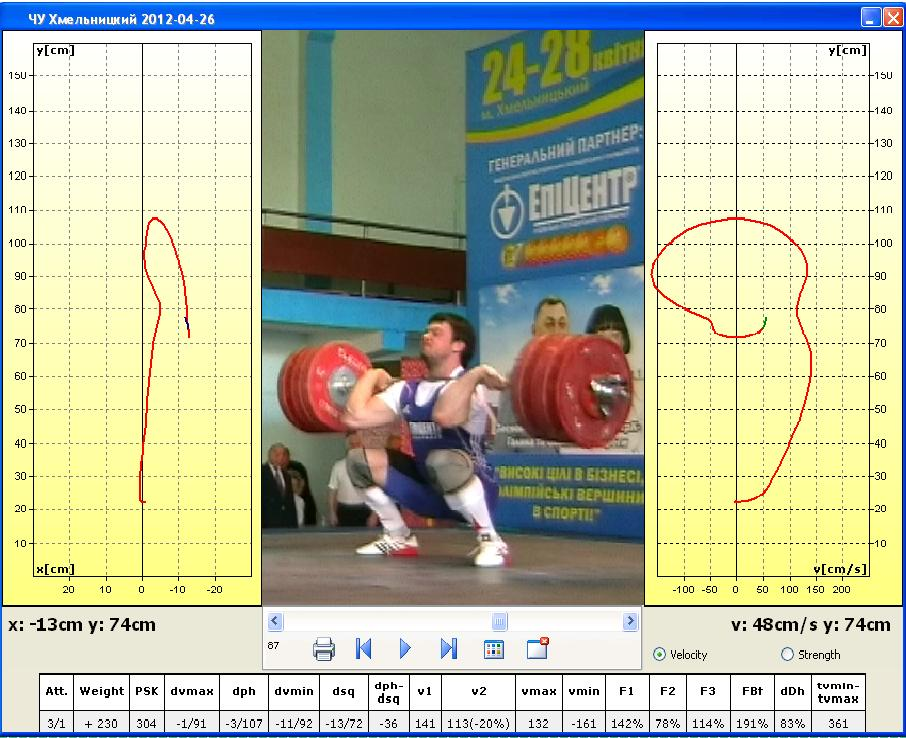 ЧУ Хмельницкий 2012-04-26
y[cm]
150
140
130
120
110
100
90
80
70
60
50
40
30
20
10
x[cm]
20 10 0 -10 -20
24-28 квітн
м. Хмельницький
ГЕНЕРАЛЬНИЙ ПАРТНЕР:
ЕПІЦЕНТР
"ВИСОКІ ЦІЛІ В БІЗНЕСІ,
ОЛІМПІЙСЬКІ ВЕРШИНИ
В СПОРТІ!"
y[cm]
150
140
130
120
110
100
90
80
70
60
50
40
30
20
10
v[cm/s]
-100 -50 0 50 100 150 200
x: -13cm y: 74cm
87
v: 48cm/s y: 74cm
Velocity Strength
Att. Weight PSK dvmax dph dvmin dsq dph-dsq v1 v2 vmax vmin F1 F2 F3 FBf dDh tvmin-tvmax
3/1 + 230 304 -1/91 -3/107 -11/92 -13/72 -36 141 113(-20%) 132 -161 142% 78% 114% 191% 83% 361